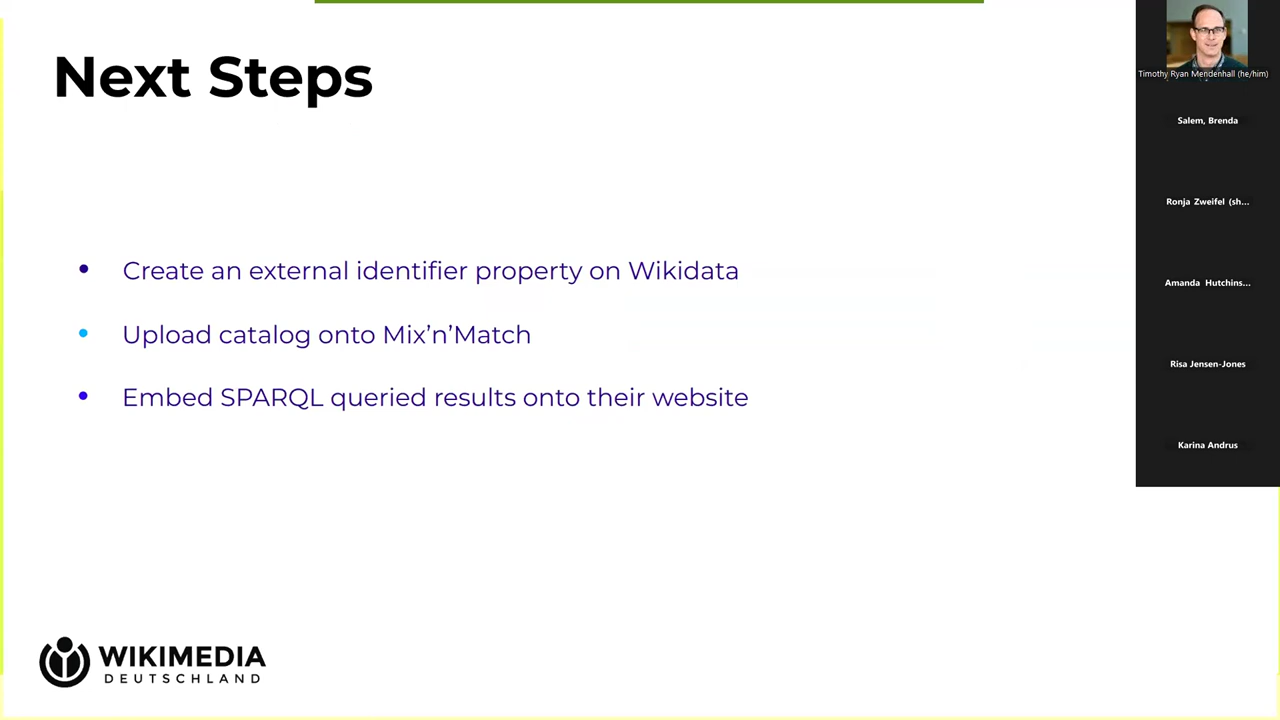 Next Steps
• Create an external identifier property on Wikidata
• Upload catalog onto Mix’n’Match
• Embed SPARQL queried results onto their website
WIKIMEDIA
DEUTSCHLAND
Timothy Ryan Mendenhall (he/him)
Salem, Brenda
Ronja Zweifel (sh...
Amanda Hutchins...
Risa Jensen-Jones
Karina Andrus